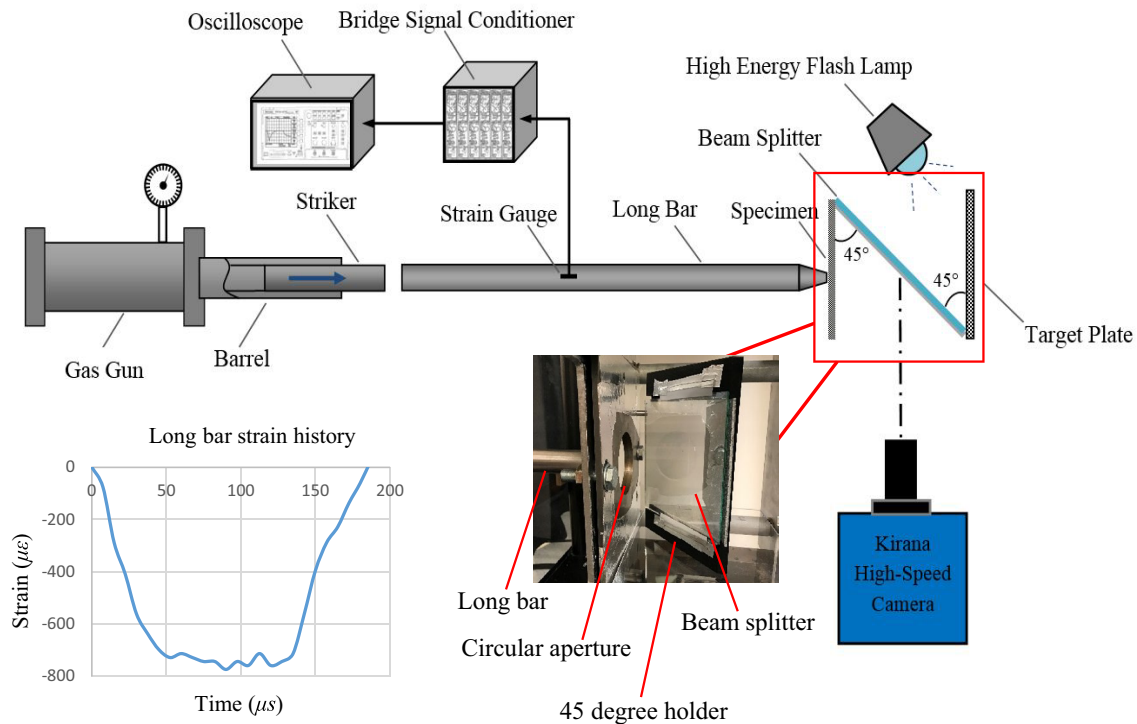 Oscilloscope
Bridge Signal Conditioner
High Energy Flash Lamp
Beam Splitter
Striker
Strain Gauge
Long Bar
Specimen
45°
45°
Target Plate
Gas Gun
Barrel
Long bar strain history
0
-200
-400
-600
-800
0
50
100
150
200
Strain (με)
Time (μs)
Long bar
Circular aperture
Beam splitter
45 degree holder
Kirana
High-Speed
Camera